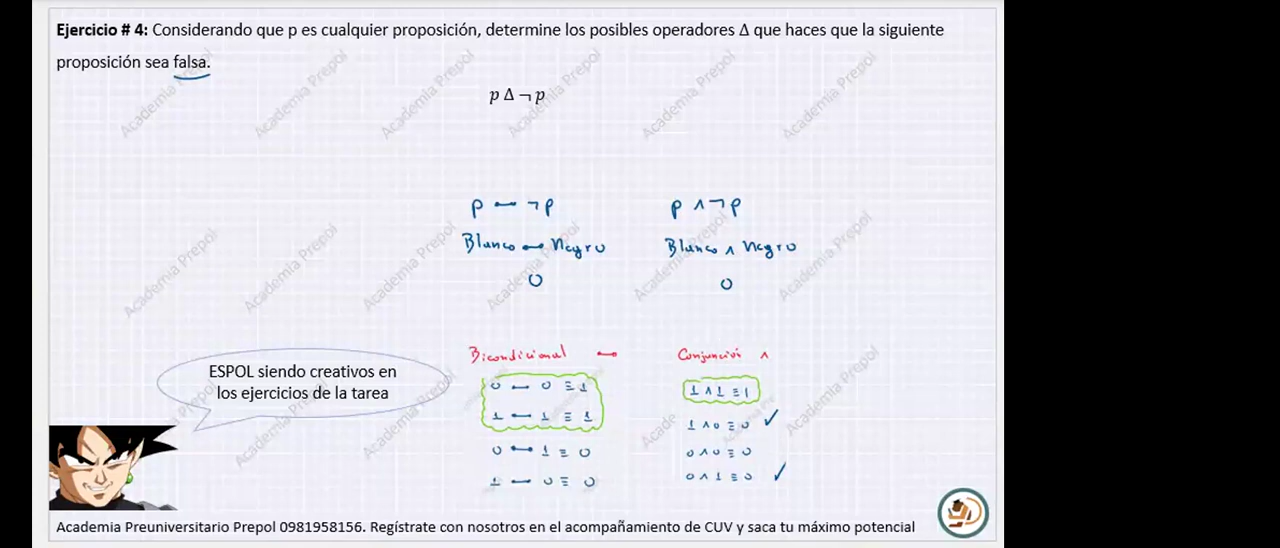 Ejercicio # 4: Considerando que p es cualquier proposición, determine los posibles operadores Δ que haces que la siguiente
proposición sea falsa.
p Δ ¬ p
p ↔ ¬p
p ∧ ¬p
Blanco ↔ Negro
Blanco ∧ Negro
0
0
Bicondicional ↔
Conjunción ∧
0 ↔ 0 ≡ 1
1 ↔ 1 ≡ 1
0 ↔ 1 ≡ 0
1 ↔ 0 ≡ 0
1 ∧ 1 ≡ 1
1 ∧ 0 ≡ 0 ✓
0 ∧ 0 ≡ 0
0 ∧ 1 ≡ 0 ✓
ESPOL siendo creativos en
los ejercicios de la tarea
Academia Preuniversitario Prepol 0981958156. Regístrate con nosotros en el acompañamiento de CUV y saca tu máximo potencial
Academia Prepol